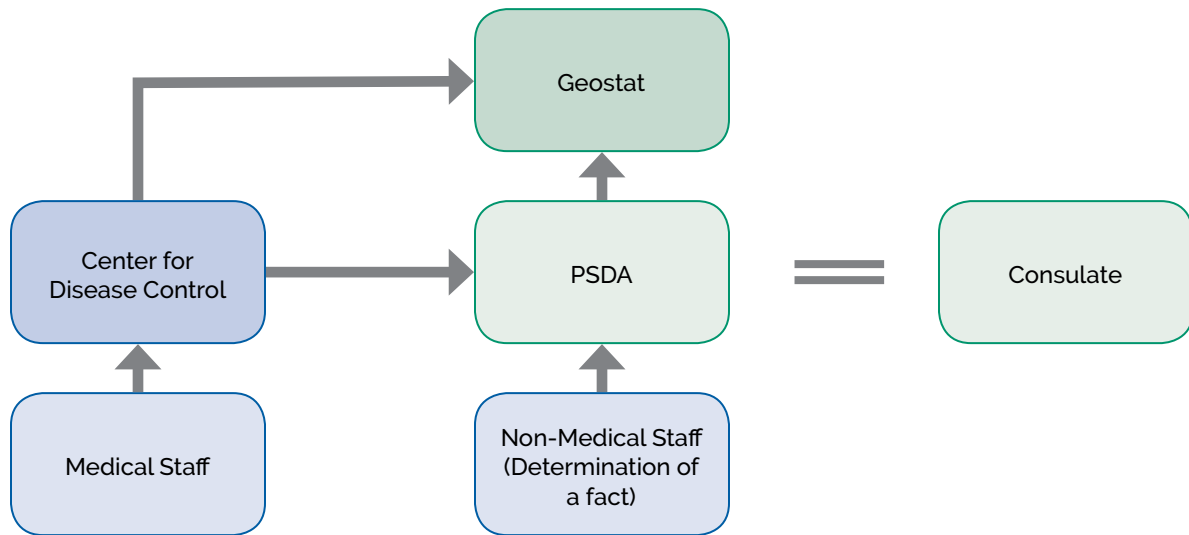 Geostat
Center for
Disease Control
PSDA
Consulate
Medical Staff
Non-Medical Staff
(Determination of
a fact)